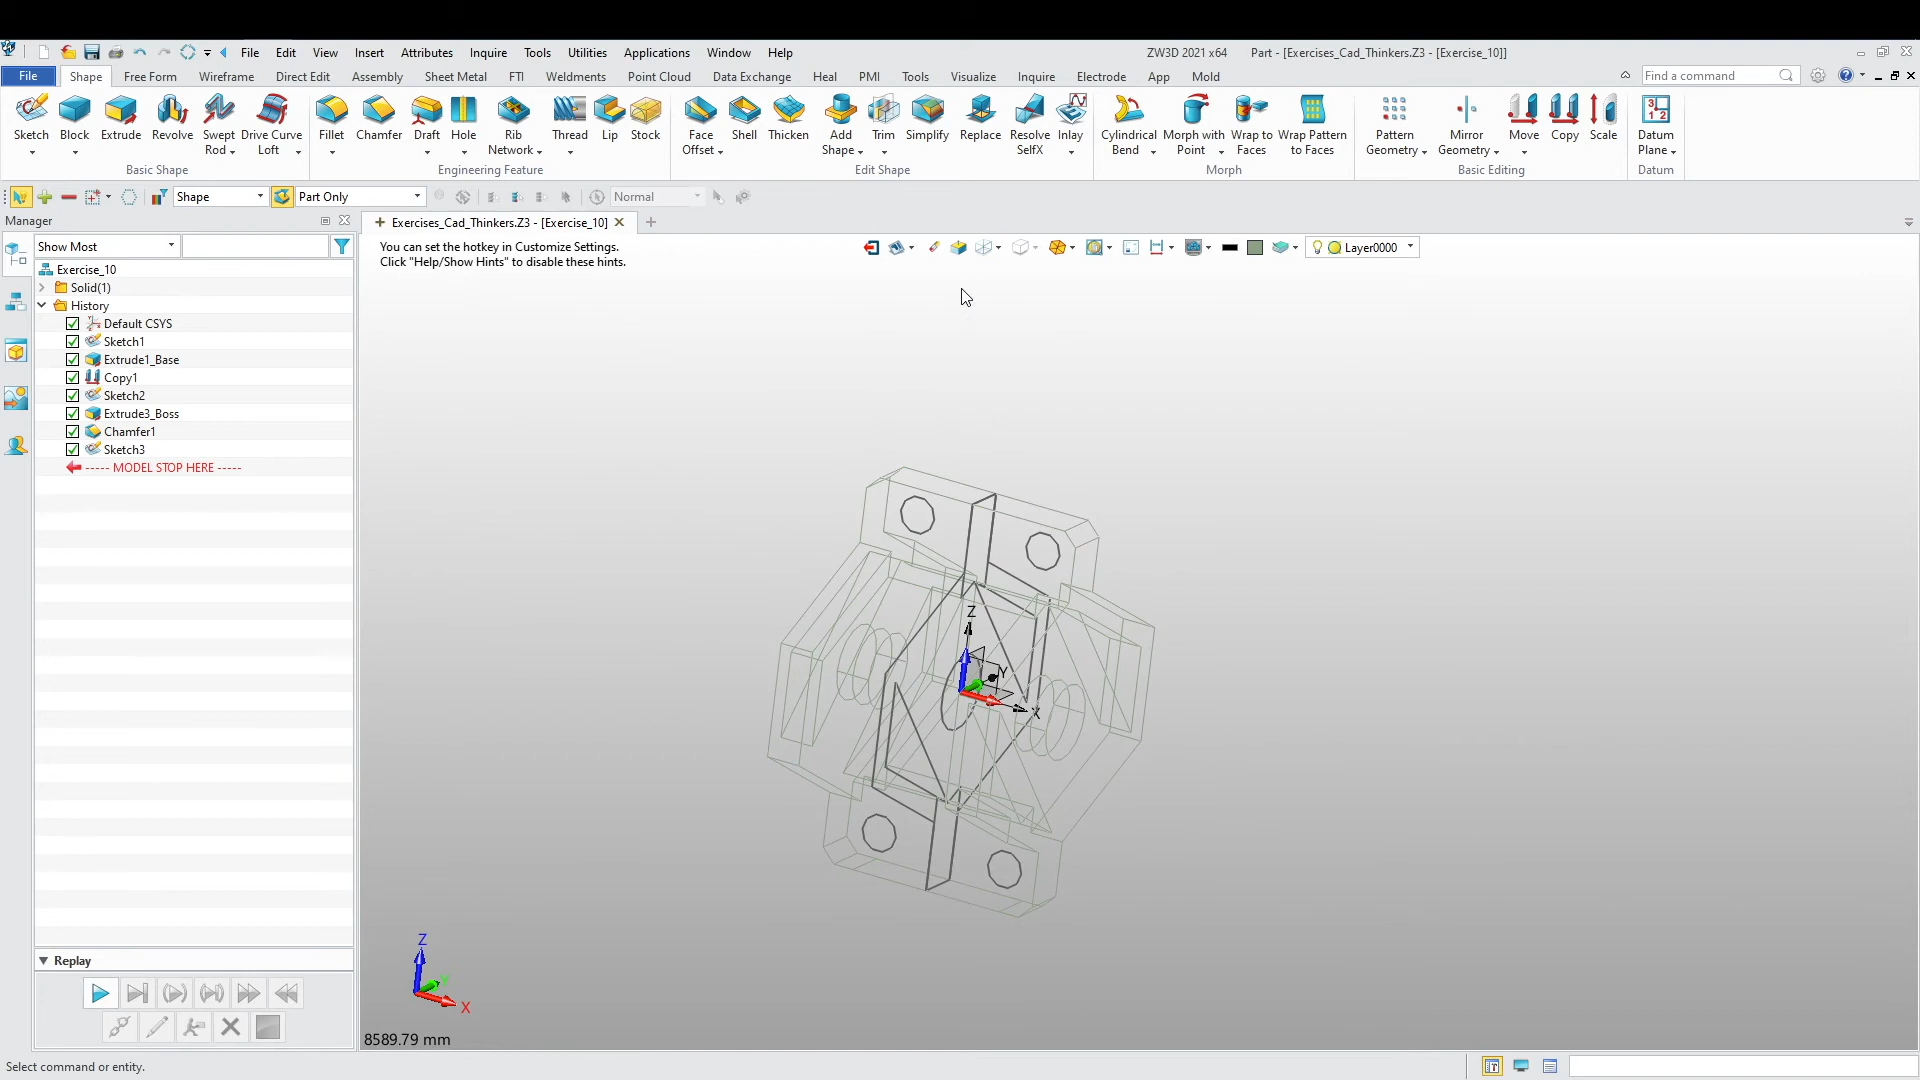 File Edit View Insert Attributes Inquire Tools Utilities Applications Window Help ZW3D 2021 x64 Part - [Exercises_Cad_Thinkers.Z3 - [Exercise_10]]
File Shape Free Form Wireframe Direct Edit Assembly Sheet Metal FTI Weldments Point Cloud Data Exchange Heal PMI Tools Visualize Inquire Electrode App Mold Find a command
Sketch Block Extrude Revolve Swept Rod Drive Curve Loft Fillet Chamfer Draft Hole Rib Network Thread Lip Stock Face Offset Shell Thicken Add Shape Trim Simplify Replace Resolve SelfX Inlay Cylindrical Bend Morph with Point Wrap to Faces Wrap Pattern to Faces Pattern Geometry Mirror Geometry Move Copy Scale Datum Plane
Basic Shape Engineering Feature Edit Shape Morph Basic Editing Datum
Shape Part Only Normal
Manager
Exercises_Cad_Thinkers.Z3 - [Exercise_10]
Show Most
You can set the hotkey in Customize Settings.
Click "Help/Show Hints" to disable these hints.
Layer0000
Exercise_10
Solid(1)
History
Default CSYS
Sketch1
Extrude1_Base
Copy1
Sketch2
Extrude3_Boss
Chamfer1
Sketch3
----- MODEL STOP HERE -----
Z
Y
X
Replay
Z
Y
X
8589.79 mm
Select command or entity.